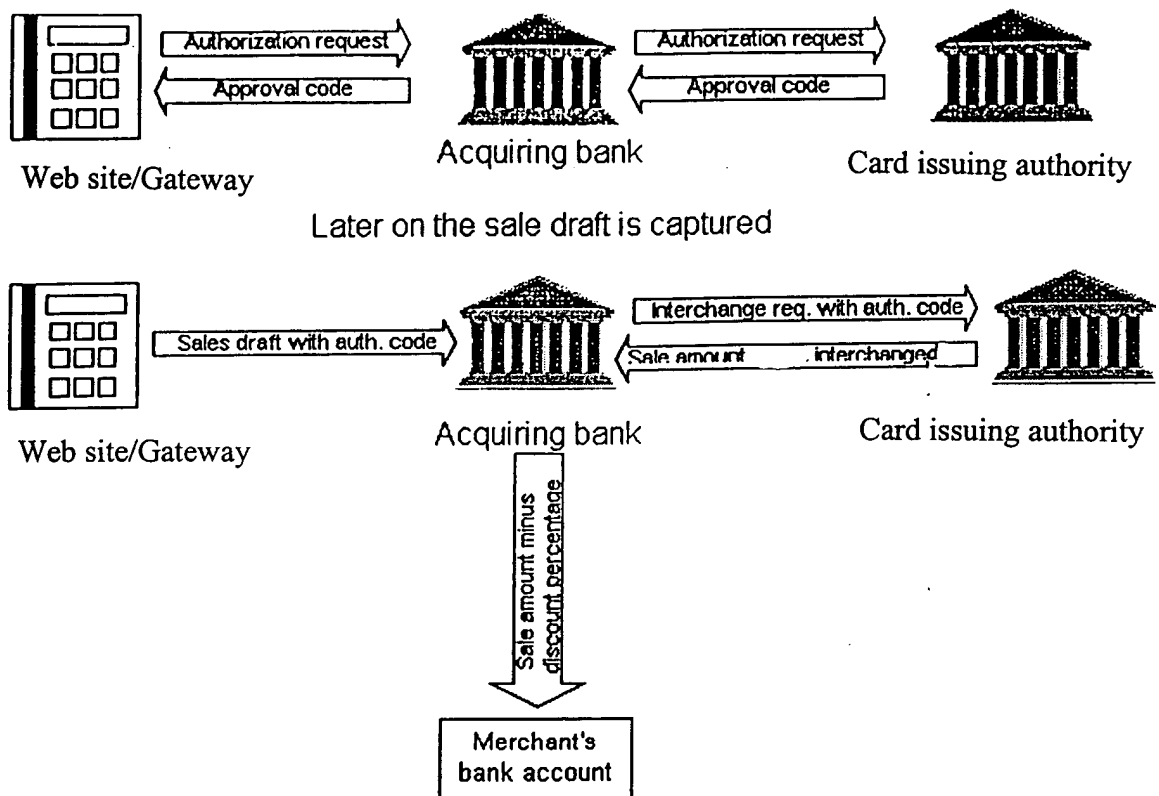 Authorization request
Authorization request
Approval code
Approval code
Web site/Gateway
Acquiring bank
Card issuing authority
Later on the sale draft is captured
Sales draft with auth. code
Interchange req. with auth. code
Sale amount interchanged
Web site/Gateway
Acquiring bank
Card issuing authority
Sale amount minus
discount percentage
Merchant's
bank account